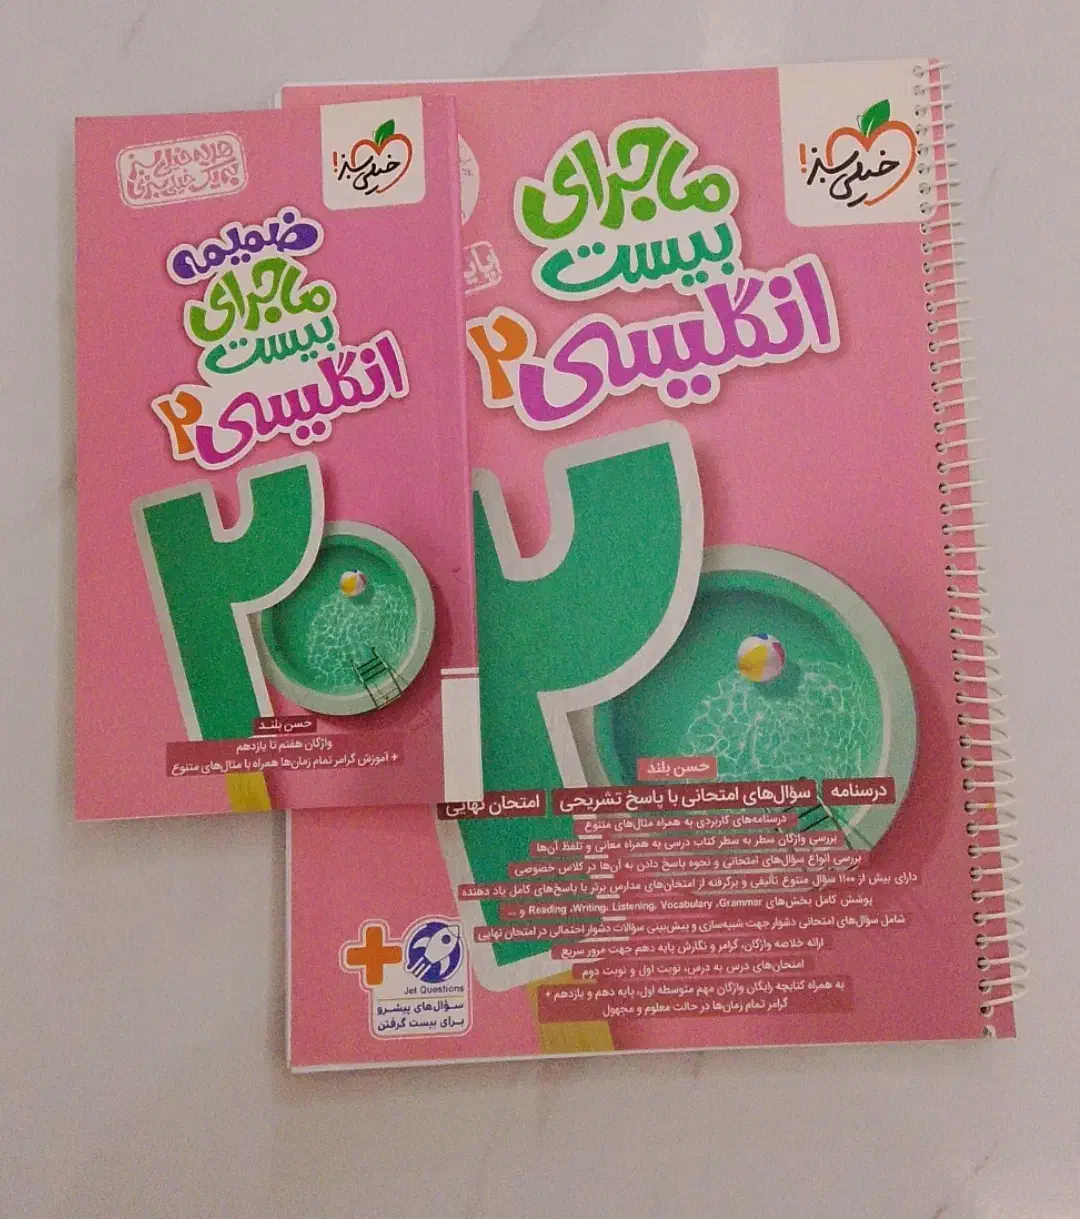 خیلی سبز!
ضمیمه
ماجرای
بیست
انگلیسی ۲
۲۰
حسن بلند
واژگان هفتم تا یازدهم
+ آموزش گرامر تمام زمان‌ها همراه با مثال‌های متنوع
خیلی سبز!
ماجرای
بیست
انگلیسی ۲
۲۰
حسن بلند
درسنامه سؤال‌های امتحانی با پاسخ تشریحی امتحان نهایی
درسنامه‌های کاربردی به همراه مثال‌های متنوع
بررسی واژگان سطر به سطر کتاب درسی به همراه معانی و تلفظ آن‌ها
بررسی انواع سؤال‌های امتحانی و نحوه پاسخ دادن به آن‌ها در کلاس خصوصی
دارای بیش از ۱۱۰۰ سؤال متنوع تألیفی و برگرفته از امتحان‌های مدارس برتر با پاسخ‌های کامل یاد دهنده
پوشش کامل بخش‌های Reading ،Writing، Listening، Vocabulary ،Grammar و ...
شامل سؤال‌های امتحانی دشوار جهت شبیه‌سازی و پیش‌بینی سؤالات دشوار احتمالی در امتحان نهایی
ارائه خلاصه واژگان، گرامر و نگارش پایه دهم جهت مرور سریع
امتحان‌های درس به درس، نوبت اول و نوبت دوم
به همراه کتابچه رایگان واژگان مهم متوسطه اول، پایه دهم و یازدهم +
گرامر تمام زمان‌ها در حالت معلوم و مجهول
Jet Questions
سؤال‌های پیشرو
برای بیست گرفتن